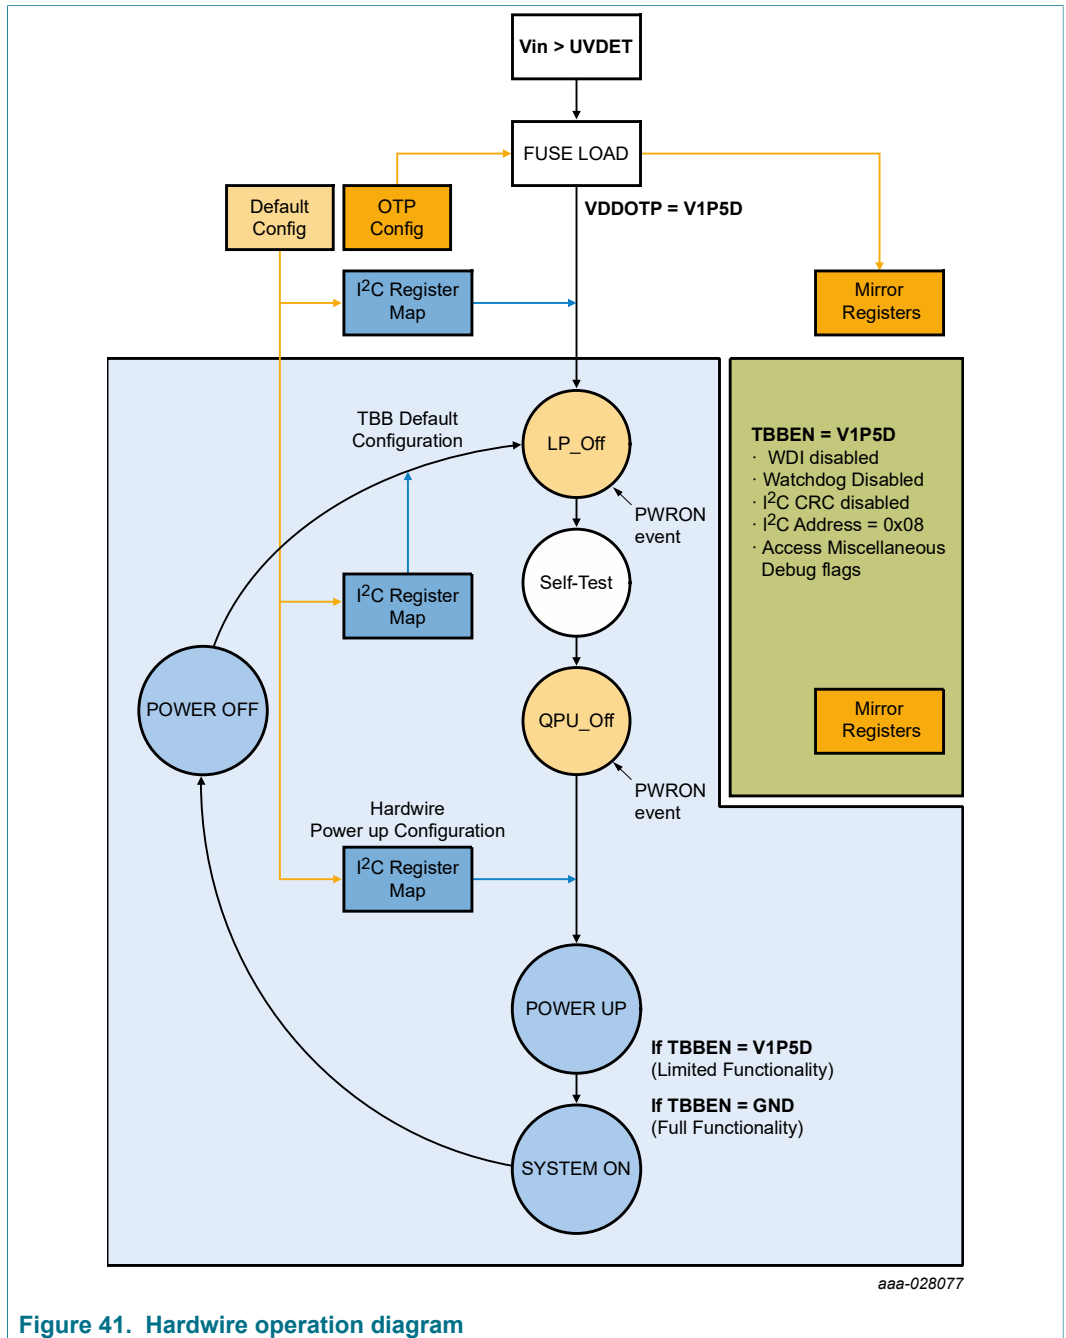 Vin > UVDET
FUSE LOAD
VDDOTP = V1P5D
Default
Config
OTP
Config
I2C Register
Map
Mirror
Registers
TBB Default
Configuration
LP_Off
PWRON
event
TBBEN = V1P5D
· WDI disabled
· Watchdog Disabled
· I2C CRC disabled
· I2C Address = 0x08
· Access Miscellaneous
Debug flags
Self-Test
I2C Register
Map
POWER OFF
QPU_Off
Mirror
Registers
PWRON
event
Hardwire
Power up Configuration
I2C Register
Map
POWER UP
If TBBEN = V1P5D
(Limited Functionality)
If TBBEN = GND
(Full Functionality)
SYSTEM ON
aaa-028077
Figure 41. Hardwire operation diagram